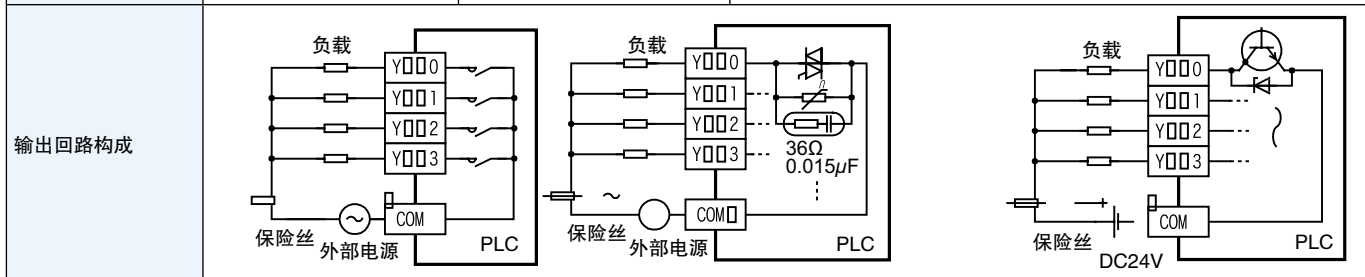 输出回路构成
负载
Y▯▯0
Y▯▯1
Y▯▯2
Y▯▯3
COM
保险丝
外部电源
PLC
负载
Y▯▯0
Y▯▯1
Y▯▯2
Y▯▯3
36Ω
0.015μF
COM▯
~
保险丝
外部电源
PLC
负载
Y▯▯0
Y▯▯1
Y▯▯2
Y▯▯3
COM
保险丝
DC24V
PLC